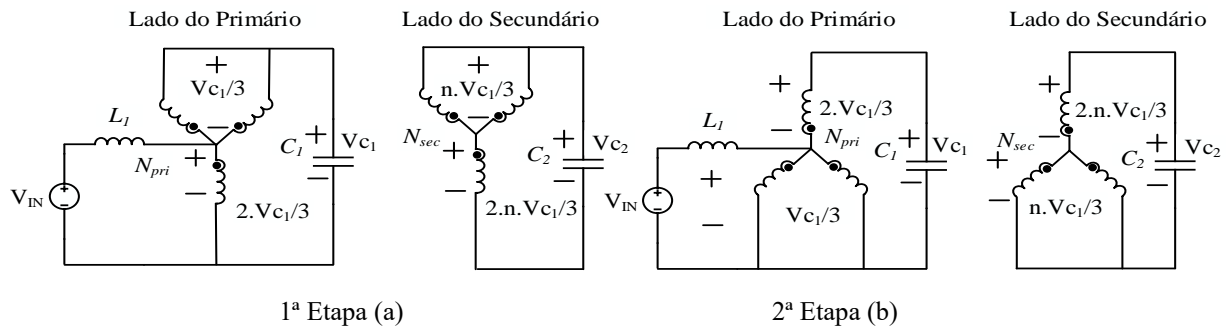 Lado do Primário
Lado do Secundário
Lado do Primário
Lado do Secundário
+
Vc₁/3
−
L₁
+
N_pri
−
2.Vc₁/3
V_IN
+
−
C₁
+
−
Vc₁
+
n.Vc₁/3
−
N_sec
+
−
2.n.Vc₁/3
C₂
+
−
Vc₂
+
2.Vc₁/3
−
N_pri
L₁
+
−
V_IN
+
−
Vc₁/3
C₁
+
−
Vc₁
+
2.n.Vc₁/3
−
N_sec
+
−
n.Vc₁/3
C₂
+
−
Vc₂
1ª Etapa (a)
2ª Etapa (b)